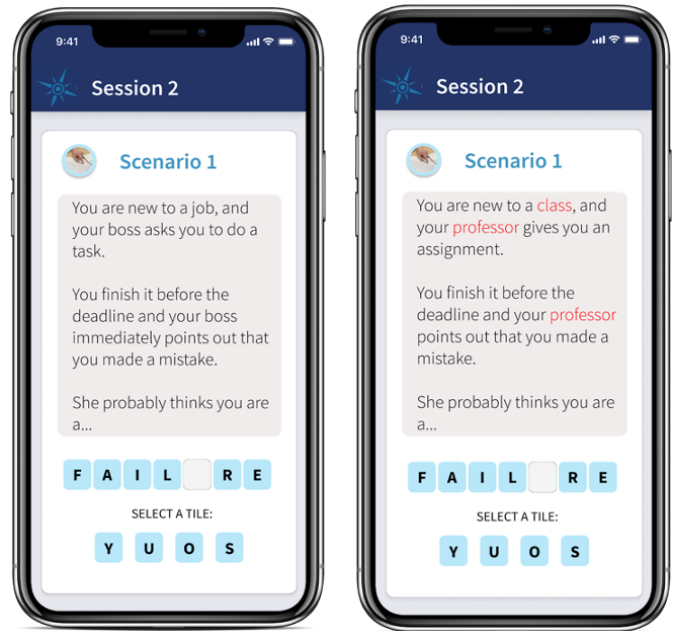 9:41
Session 2
Scenario 1
You are new to a job, and
your boss asks you to do a
task.
You finish it before the
deadline and your boss
immediately points out that
you made a mistake.
She probably thinks you are
a...
F A I L R E
SELECT A TILE:
Y U O S
9:41
Session 2
Scenario 1
You are new to a class, and
your professor gives you an
assignment.
You finish it before the
deadline and your professor
points out that you made a
mistake.
She probably thinks you are
a...
F A I L R E
SELECT A TILE:
Y U O S